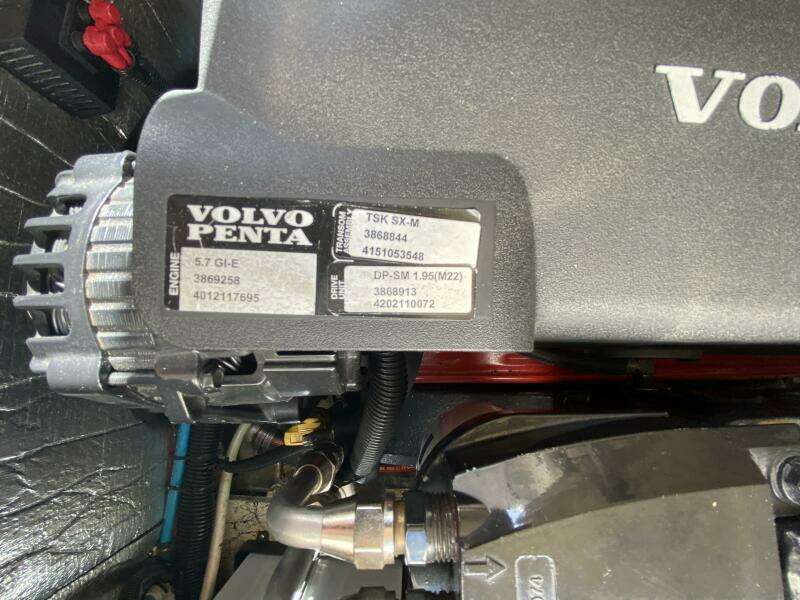 VOLVO
VOLVO
PENTA
ENGINE
5.7 GI-E
3869258
4012117695
TRANSOM
ASSEMBLY
TSK SX-M
3868844
4151053548
DRIVE
UNIT
DP-SM 1.95(M22)
3868913
4202110072